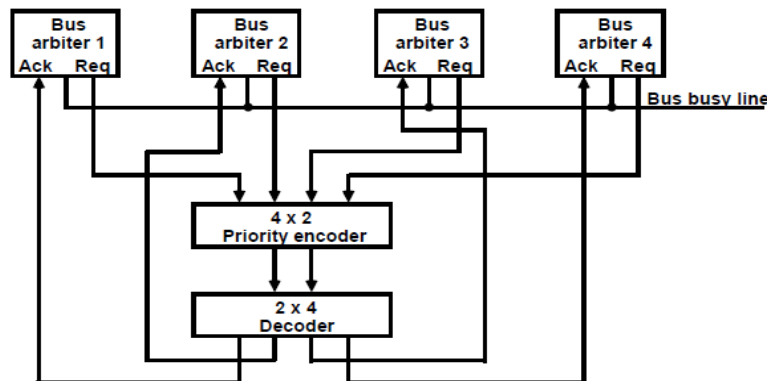 Bus
arbiter 1
Ack Req
Bus
arbiter 2
Ack Req
Bus
arbiter 3
Ack Req
Bus
arbiter 4
Ack Req
Bus busy line
4 x 2
Priority encoder
2 x 4
Decoder